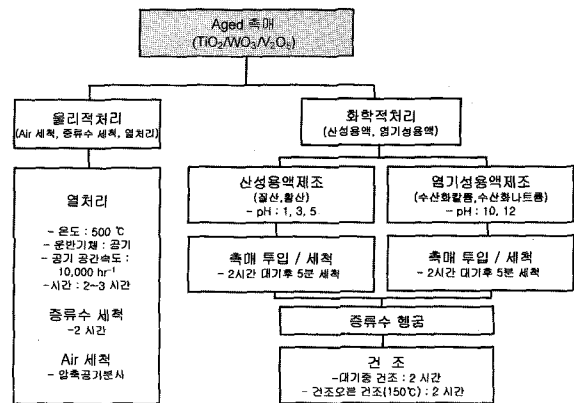 Aged 촉매
(TiO₂/WO₃/V₂O₅)
물리적처리
(Air 세척, 증류수 세척, 열처리)
화학적처리
(산성용액, 염기성용액)
열처리
- 온도 : 500 ℃
- 운반기체 : 공기
- 공기 공간속도 :
10,000 hr⁻¹
-시간 : 2~3 시간
증류수 세척
-2 시간
Air 세척
- 압축공기분사
산성용액제조
(질산,황산)
- pH : 1, 3, 5
염기성용액제조
(수산화칼륨,수산화나트륨)
- pH : 10, 12
촉매 투입 / 세척
- 2시간 대기후 5분 세척
촉매 투입 / 세척
- 2시간 대기후 5분 세척
증류수 헹굼
건 조
-대기중 건조 : 2 시간
- 건조오븐 건조(150℃) : 2 시간